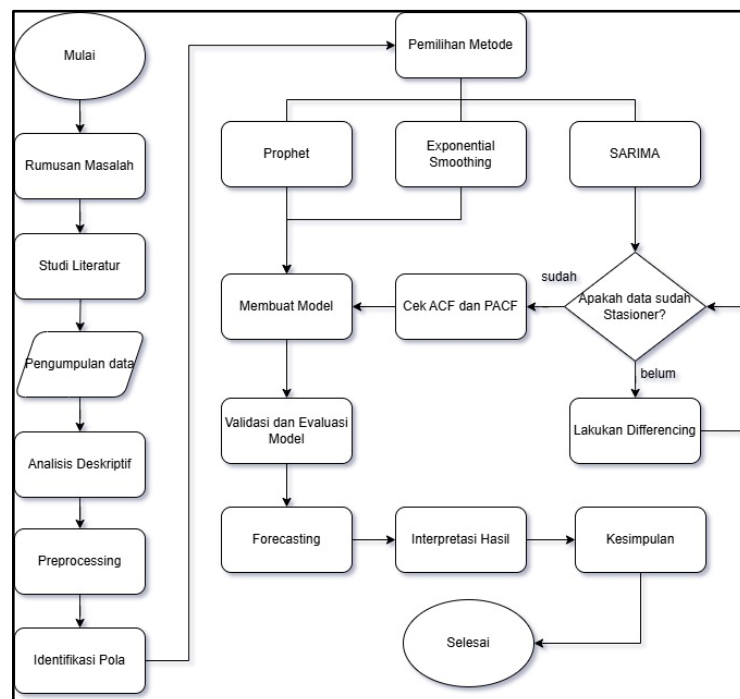 Mulai
Rumusan Masalah
Studi Literatur
Pengumpulan data
Analisis Deskriptif
Preprocessing
Identifikasi Pola
Pemilihan Metode
Prophet
Exponential
Smoothing
SARIMA
Apakah data sudah
Stasioner?
sudah
belum
Cek ACF dan PACF
Lakukan Differencing
Membuat Model
Validasi dan Evaluasi
Model
Forecasting
Interpretasi Hasil
Kesimpulan
Selesai